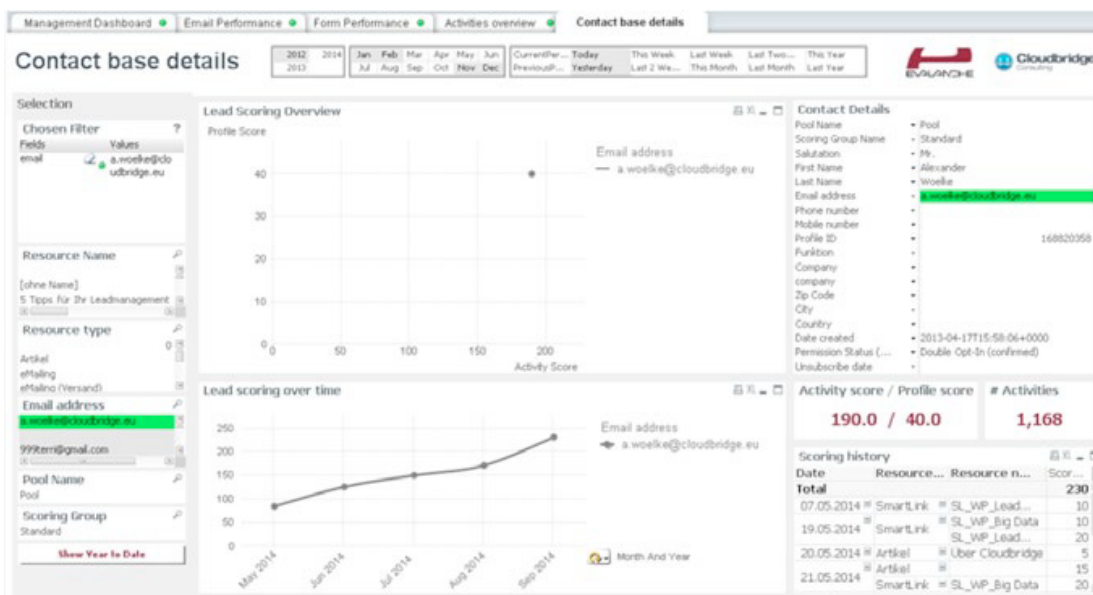 Management Dashboard Email Performance Form Performance Activities overview Contact base details
Contact base details
2012 2014 Jan Feb Mar Apr May Jun CurrentPer... Today This Week Last Week Last Two... This Year
2013 Jul Aug Sep Oct Nov Dec PreviousP... Yesterday Last 2 We... This Month Last Month Last Year
EVALANCHE
Cloudbridge
Consulting
Selection
Chosen Filter ?
Fields Values
email a.woelke@clo
udbridge.eu
Resource Name
[ohne Name]
5 Tipps für Ihr Leadmanagement
Resource type
0
Artikel
eMailing
eMailing (Versand)
Email address
a.woelke@cloudbridge.eu
999terri@gmail.com
Pool Name
Pool
Scoring Group
Standard
Show Year to Date
Lead Scoring Overview
Profile Score
40
30
20
10
0
0 50 100 150 200
Activity Score
Email address
a.woelke@cloudbridge.eu
Lead scoring over time
250
200
150
100
50
0
May 2014 Jun 2014 Jul 2014 Aug 2014 Sep 2014
Email address
a.woelke@cloudbridge.eu
Month And Year
Contact Details
Pool Name Pool
Scoring Group Name Standard
Salutation Mr.
First Name Alexander
Last Name Woelke
Email address a.woelke@cloudbridge.eu
Phone number
Mobile number
Profile ID 168820358
Funktion
Company
company
Zip Code
City
Country
Date created 2013-04-17T15:58:06+0000
Permission Status (... Double Opt-In (confirmed)
Unsubscribe date
Activity score / Profile score # Activities
190.0 / 40.0 1,168
Scoring history
Date Resource... Resource n... Scor...
Total 230
07.05.2014 SmartLink SL_WP_Lead... 10
19.05.2014 SmartLink SL_WP_Big Data 10
SL_WP_Lead... 20
20.05.2014 Artikel Über Cloudbridge 5
21.05.2014 Artikel 15
SmartLink SL_WP_Big Data 20